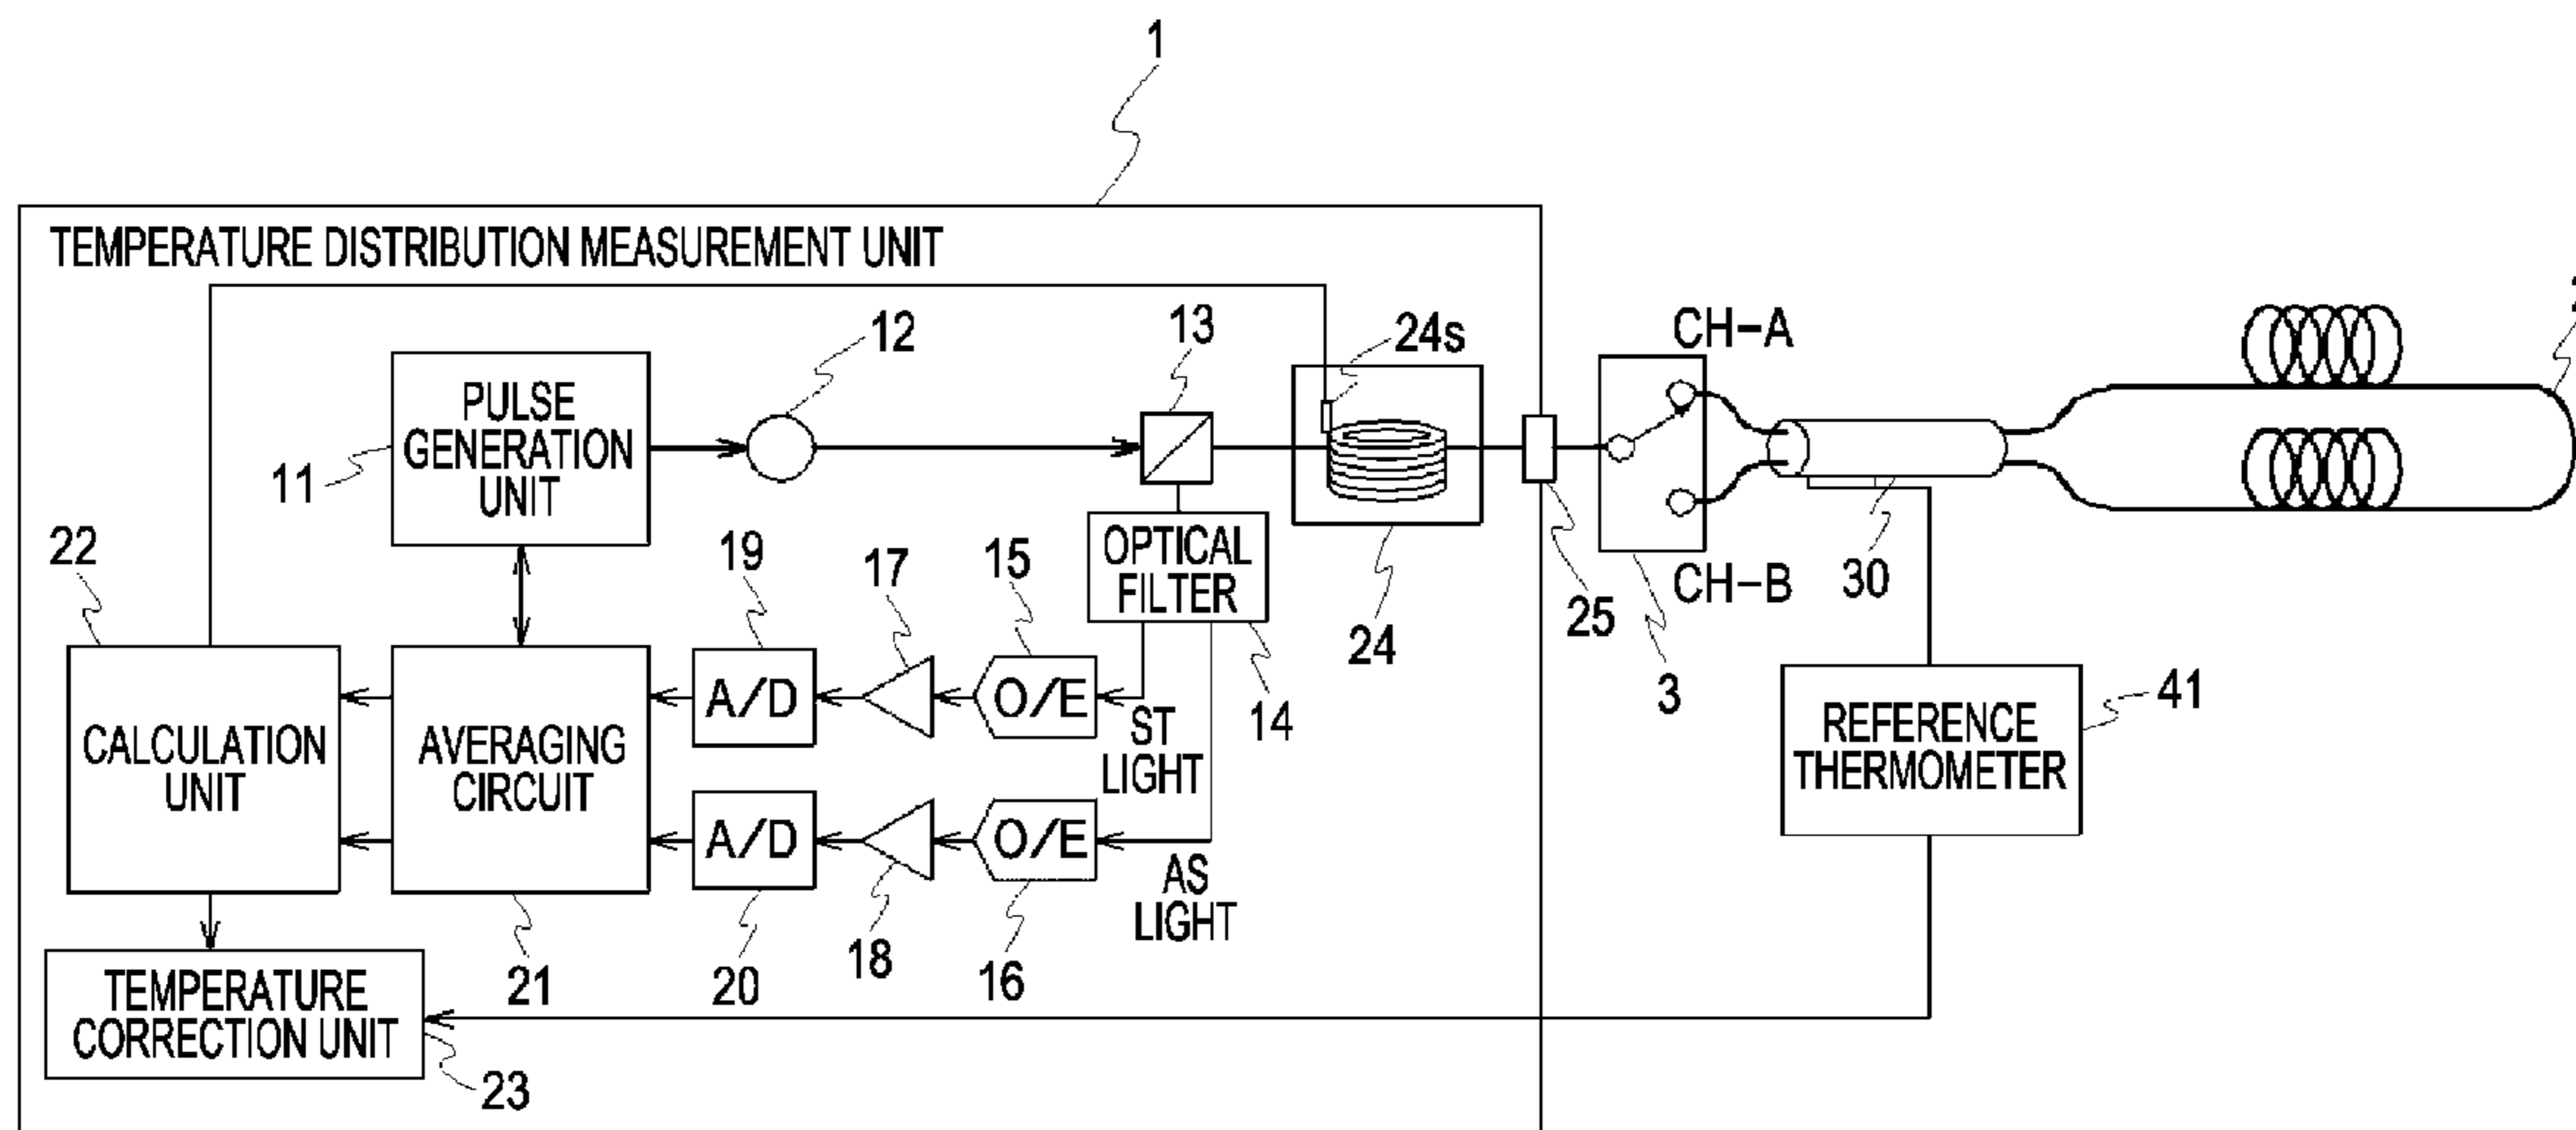 1
TEMPERATURE DISTRIBUTION MEASUREMENT UNIT
12
13
24s
CH-A
PULSE
GENERATION
UNIT
11
22
19
17
15
OPTICAL
FILTER
24
25
CH-B
30
3
14
41
CALCULATION
UNIT
AVERAGING
CIRCUIT
A/D
O/E
ST
LIGHT
REFERENCE
THERMOMETER
A/D
O/E
AS
LIGHT
21
20
18
16
TEMPERATURE
CORRECTION UNIT
23